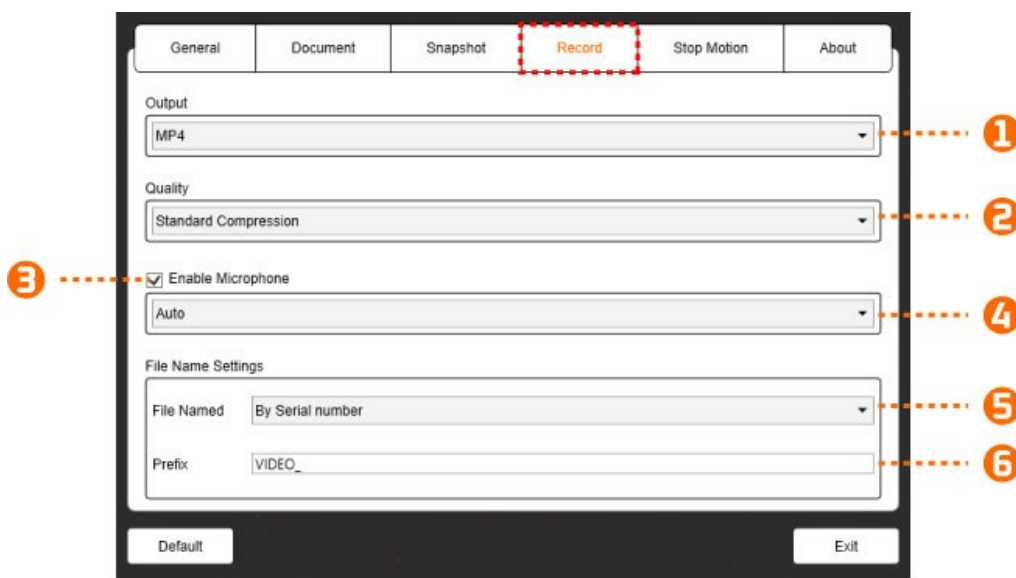 General Document Snapshot Record Stop Motion About
Output
MP4
1
Quality
Standard Compression
2
3
Enable Microphone
Auto
4
File Name Settings
File Named By Serial number
5
Prefix VIDEO_
6
Default Exit